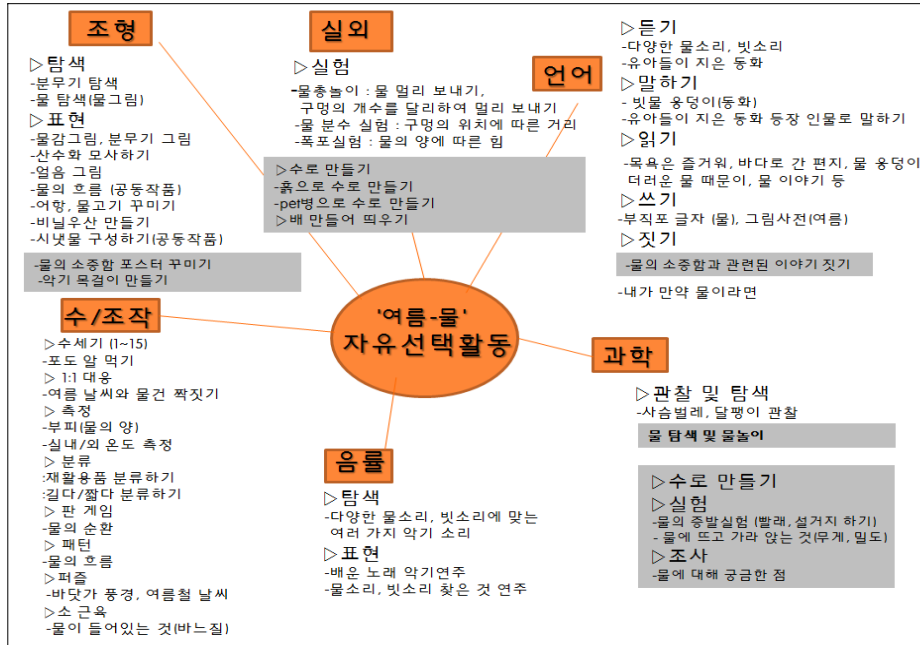 조형
▷탐색
-분무기 탐색
-물 탐색(물그림)
▷표현
-물감그림, 분무기 그림
-산수화 모사하기
-얼음 그림
-물의 흐름 (공동작품)
-어항, 물고기 꾸미기
-비닐우산 만들기
-시냇물 구성하기(공동작품)
-물의 소중함 포스터 꾸미기
-악기 목걸이 만들기
실외
▷실험
-물총놀이 : 물 멀리 보내기,
구멍의 개수를 달리하여 멀리 보내기
-물 분수 실험 : 구멍의 위치에 따른 거리
-폭포실험 : 물의 양에 따른 힘
▷수로 만들기
-흙으로 수로 만들기
-pet병으로 수로 만들기
▷배 만들어 띄우기
언어
▷듣기
-다양한 물소리, 빗소리
-유아들이 지은 동화
▷말하기
- 빗물 웅덩이(동화)
-유아들이 지은 동화 등장 인물로 말하기
▷읽기
-목욕은 즐거워, 바다로 간 편지, 물 웅덩이
더러운 물 때문이, 물 이야기 등
▷쓰기
-부직포 글자 (물), 그림사전(여름)
▷짓기
-물의 소중함과 관련된 이야기 짓기
-내가 만약 물이라면
'여름-물'
자유선택활동
수/조작
▷수세기 (1~15)
-포도 알 먹기
▷ 1:1 대응
-여름 날씨와 물건 짝짓기
▷ 측정
-부피(물의 양)
-실내/외 온도 측정
▷ 분류
:재활용품 분류하기
:길다/짧다 분류하기
▷ 판 게임
-물의 순환
▷ 패턴
-물의 흐름
▷퍼즐
-바닷가 풍경, 여름철 날씨
▷소 근육
-물이 들어있는 것(바느질)
음률
▷탐색
-다양한 물소리, 빗소리에 맞는
여러 가지 악기 소리
▷표현
-배운 노래 악기연주
-물소리, 빗소리 찾은 것 연주
과학
▷관찰 및 탐색
-사슴벌레, 달팽이 관찰
물 탐색 및 물놀이
▷수로 만들기
▷실험
-물의 증발실험 (빨래, 설거지 하기)
- 물에 뜨고 가라 앉는 것(무게, 밀도)
▷조사
-물에 대해 궁금한 점